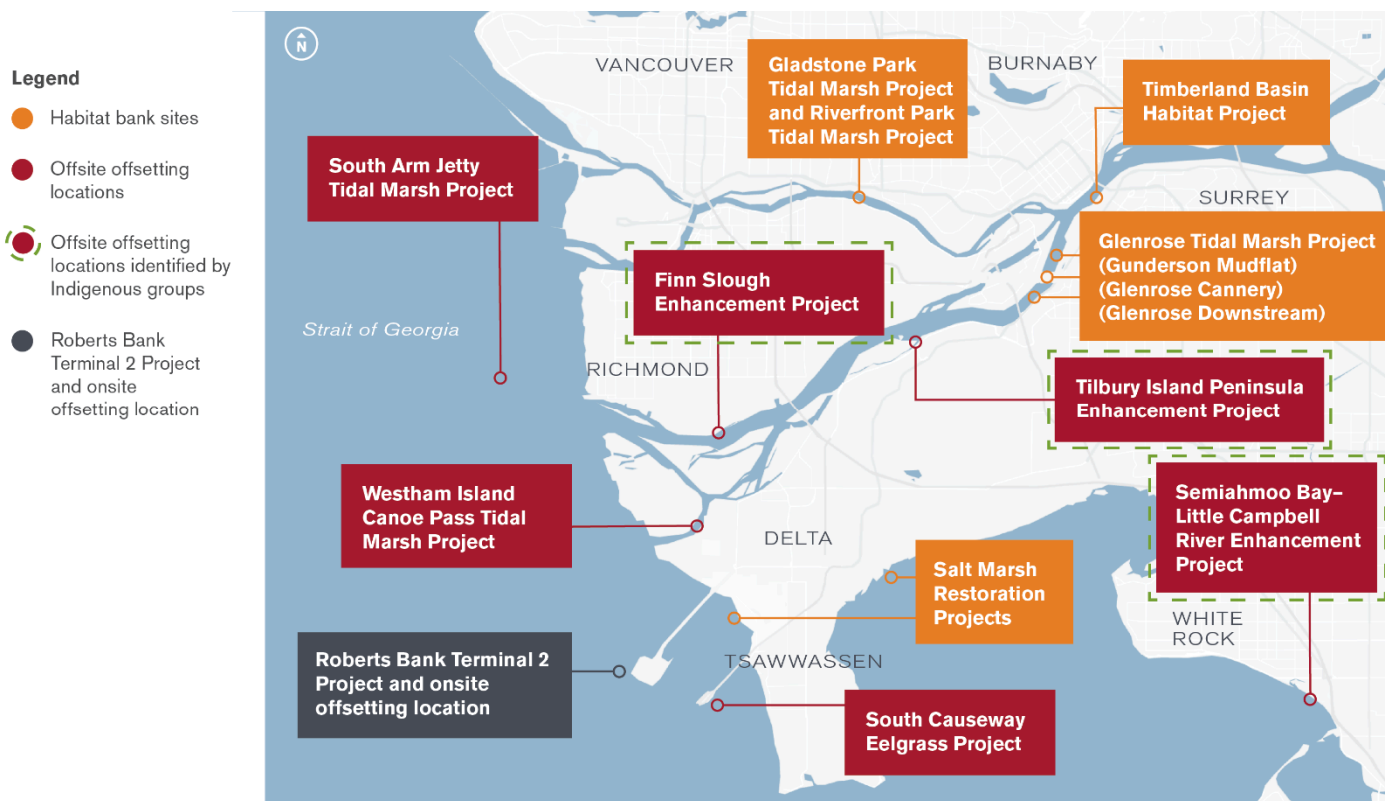 N
Legend
Habitat bank sites
Offsite offsetting
locations
Offsite offsetting
locations identified by
Indigenous groups
Roberts Bank
Terminal 2 Project
and onsite
offsetting location
VANCOUVER
Gladstone Park
Tidal Marsh Project
and Riverfront Park
Tidal Marsh Project
BURNABY
Timberland Basin
Habitat Project
South Arm Jetty
Tidal Marsh Project
SURREY
Glenrose Tidal Marsh Project
(Gunderson Mudflat)
(Glenrose Cannery)
(Glenrose Downstream)
Finn Slough
Enhancement Project
Strait of Georgia
RICHMOND
Tilbury Island Peninsula
Enhancement Project
Westham Island
Canoe Pass Tidal
Marsh Project
Semiahmoo Bay–
Little Campbell
River Enhancement
Project
DELTA
Salt Marsh
Restoration
Projects
WHITE
ROCK
Roberts Bank Terminal 2
Project and onsite
offsetting location
TSAWWASSEN
South Causeway
Eelgrass Project